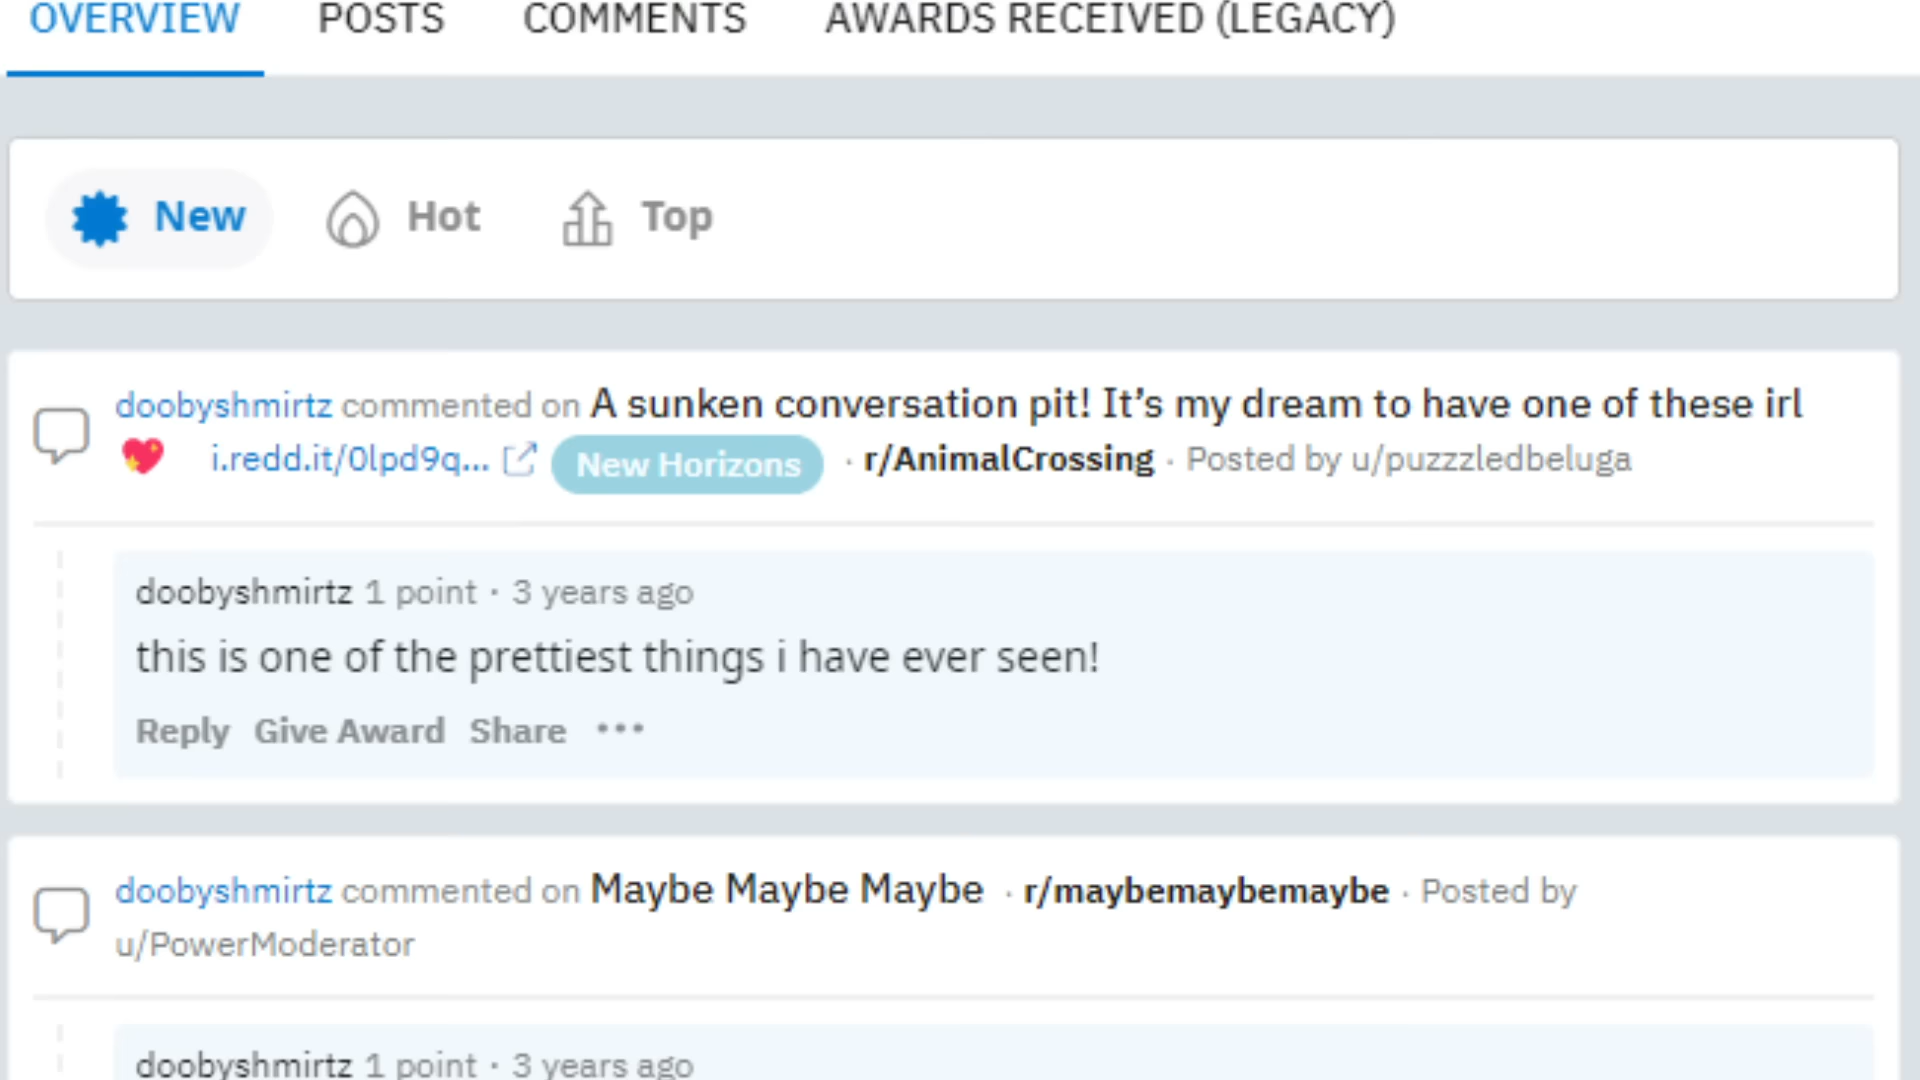 OVERVIEW POSTS COMMENTS AWARDS RECEIVED (LEGACY)
New Hot Top
doobyshmirtz commented on A sunken conversation pit! It’s my dream to have one of these irl
💖 i.redd.it/0lpd9q... New Horizons · r/AnimalCrossing · Posted by u/puzzzledbeluga
doobyshmirtz 1 point · 3 years ago
this is one of the prettiest things i have ever seen!
Reply Give Award Share •••
doobyshmirtz commented on Maybe Maybe Maybe · r/maybemaybemaybe · Posted by
u/PowerModerator
doobyshmirtz 1 point · 3 years ago